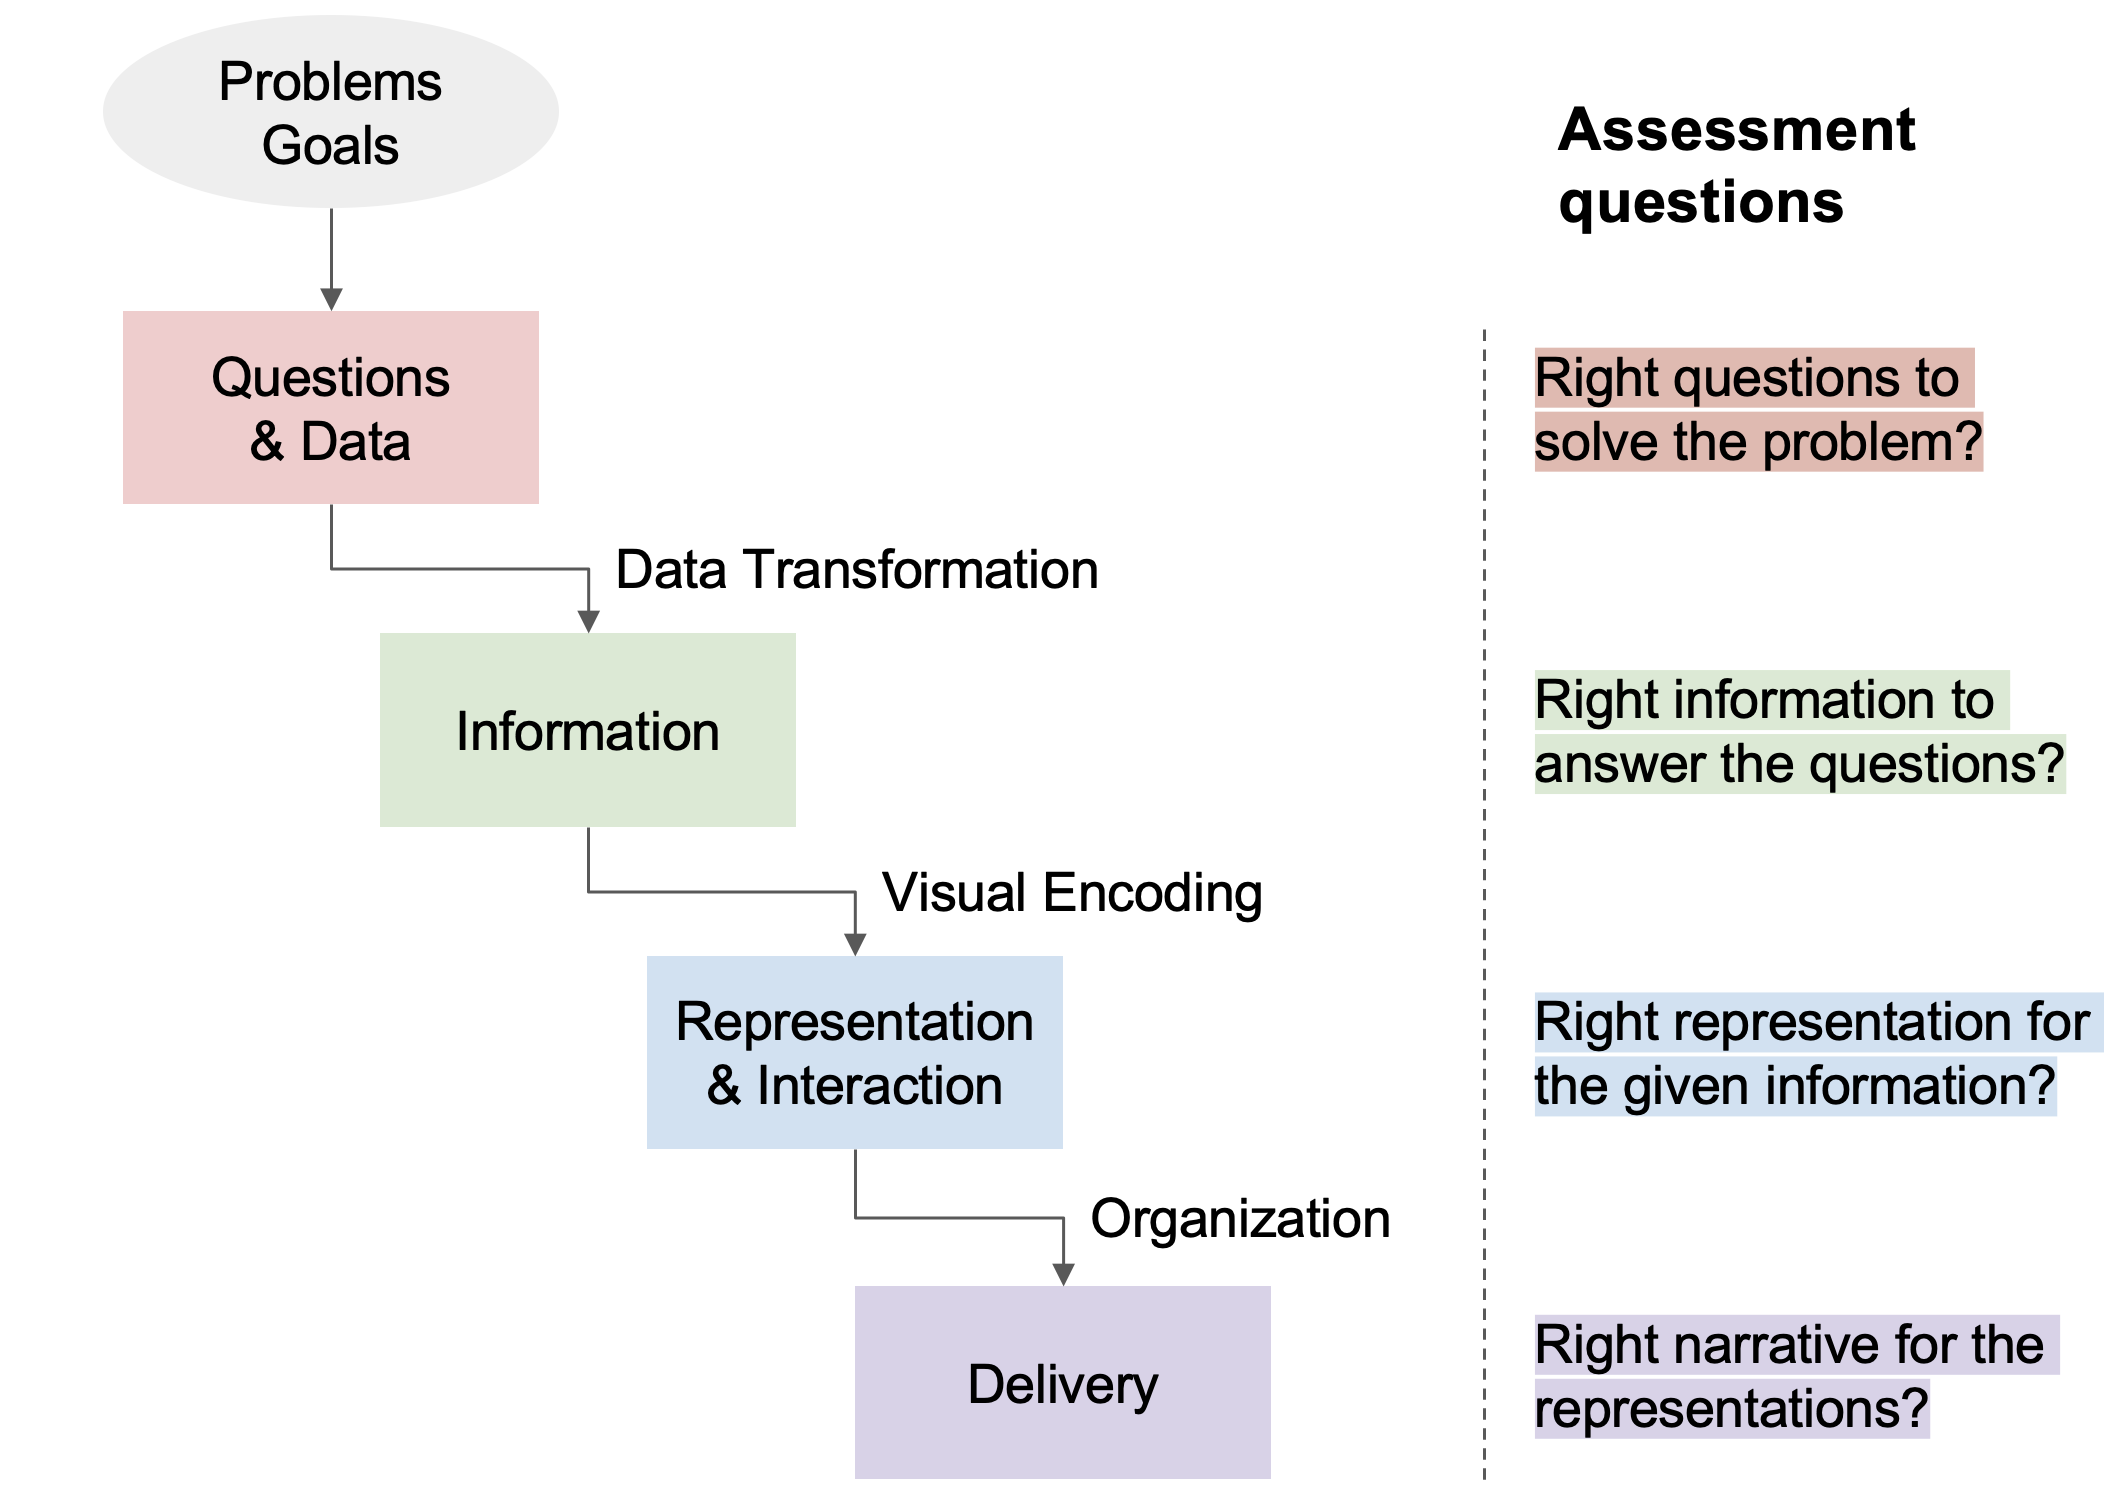 Problems
Goals
Assessment
questions
Questions
& Data
Right questions to
solve the problem?
Data Transformation
Information
Right information to
answer the questions?
Visual Encoding
Representation
& Interaction
Right representation for
the given information?
Organization
Delivery
Right narrative for the
representations?